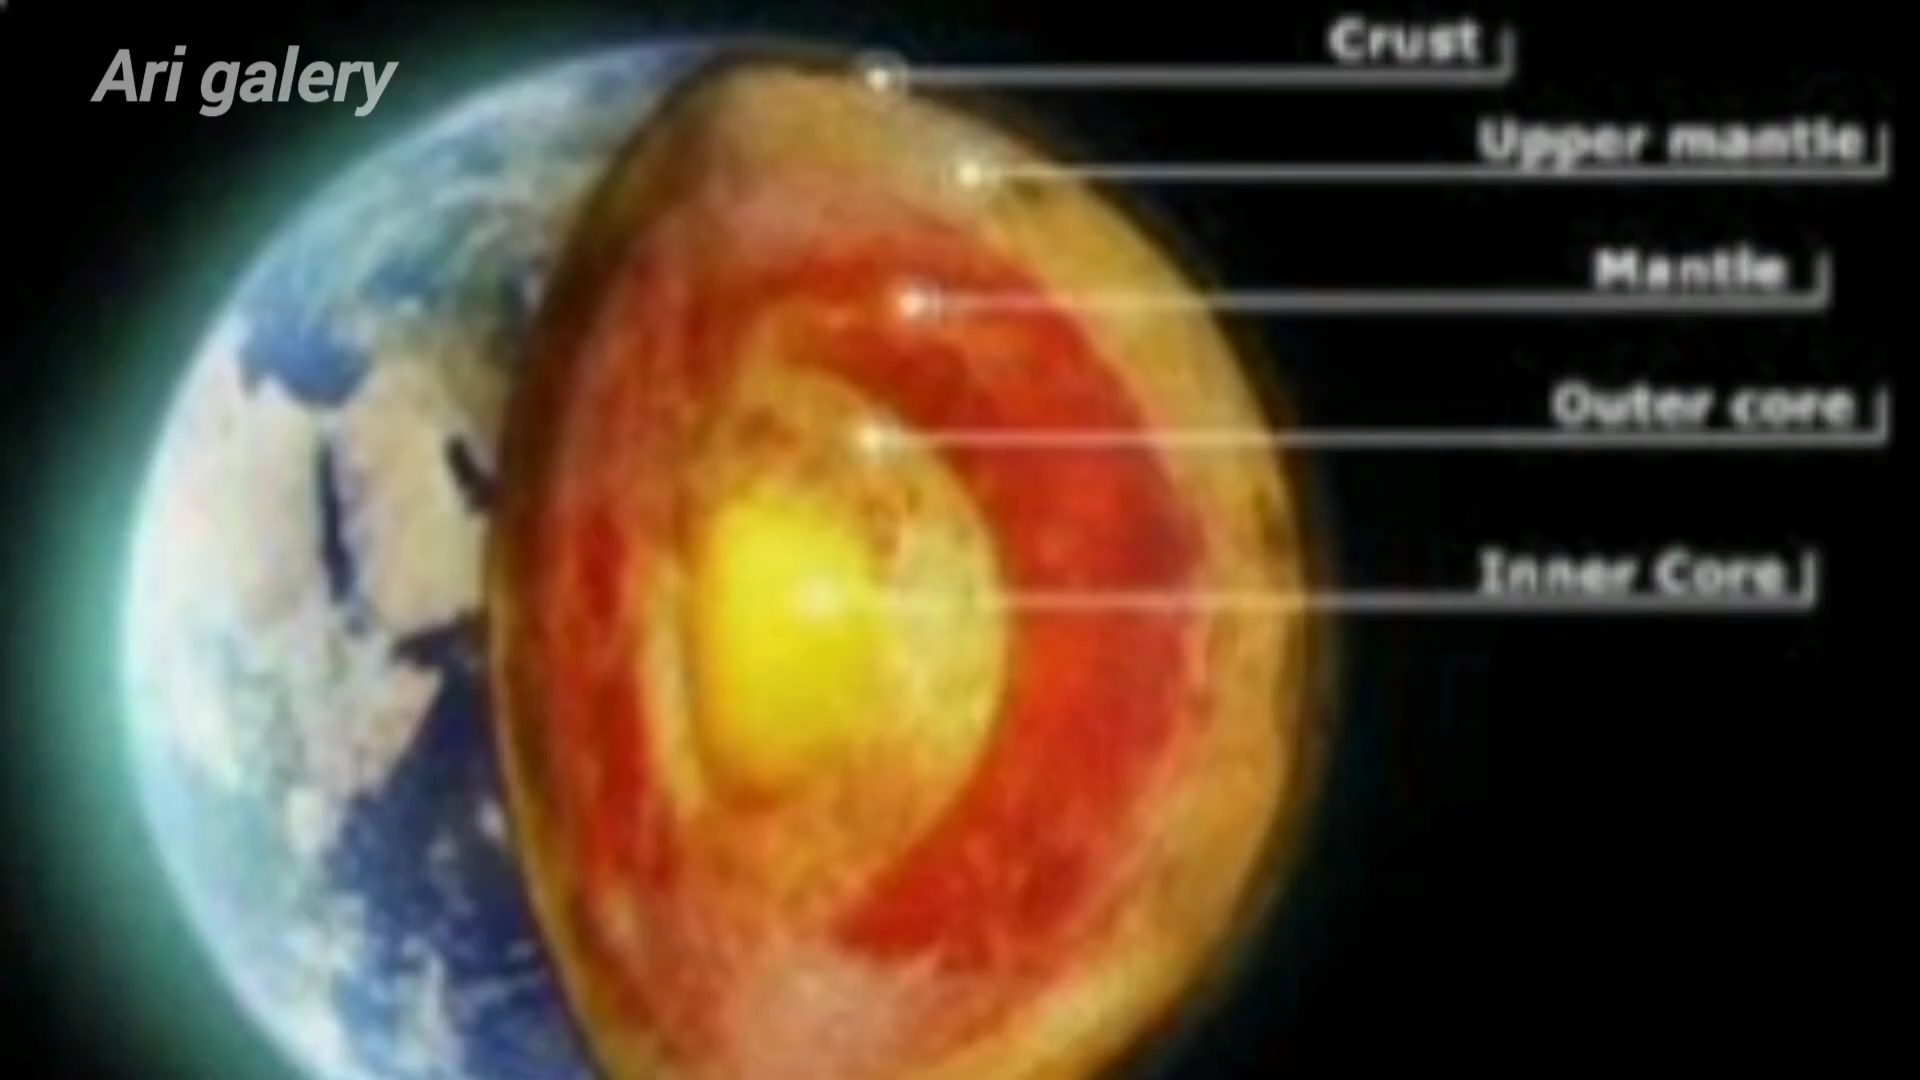 Ari galery
Crust
Upper mantle
Mantle
Outer core
Inner Core